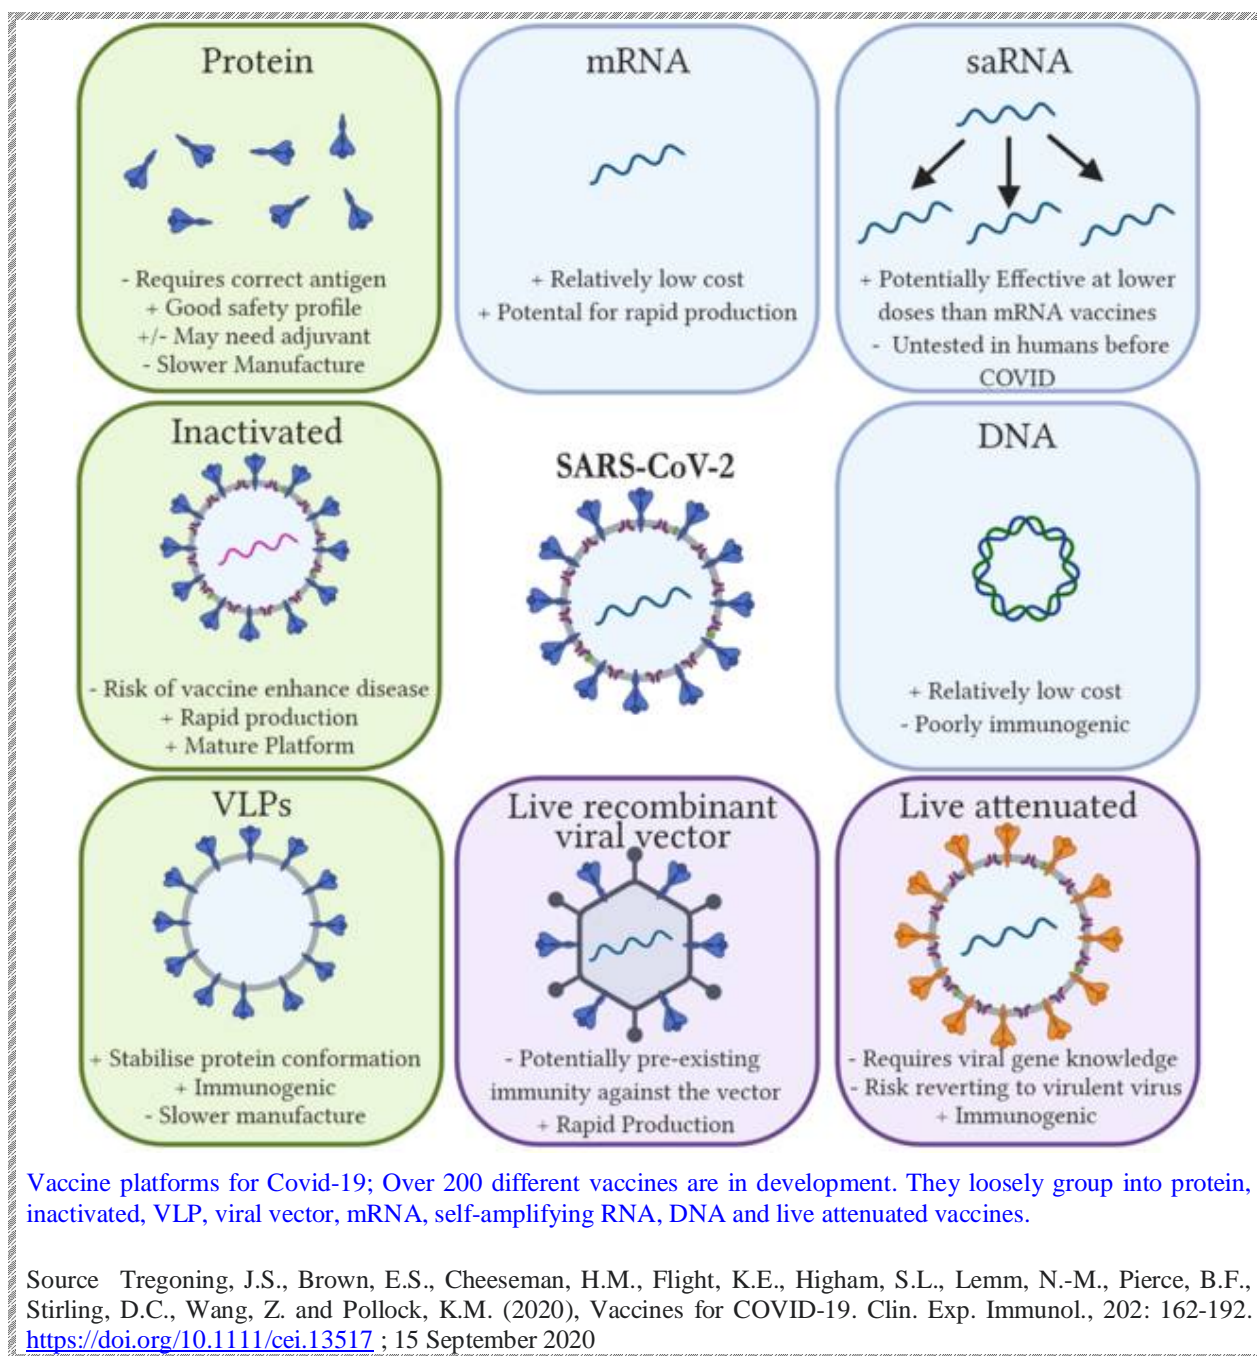 Protein
- Requires correct antigen
+ Good safety profile
+/- May need adjuvant
- Slower Manufacture
mRNA
+ Relatively low cost
+ Potental for rapid production
saRNA
+ Potentially Effective at lower
doses than mRNA vaccines
- Untested in humans before
COVID
Inactivated
- Risk of vaccine enhance disease
+ Rapid production
+ Mature Platform
SARS-CoV-2
DNA
+ Relatively low cost
- Poorly immunogenic
VLPs
+ Stabilise protein conformation
+ Immunogenic
- Slower manufacture
Live recombinant
viral vector
- Potentially pre-existing
immunity against the vector
+ Rapid Production
Live attenuated
- Requires viral gene knowledge
- Risk reverting to virulent virus
+ Immunogenic
Vaccine platforms for Covid-19; Over 200 different vaccines are in development. They loosely group into protein,
inactivated, VLP, viral vector, mRNA, self-amplifying RNA, DNA and live attenuated vaccines.
Source Tregoning, J.S., Brown, E.S., Cheeseman, H.M., Flight, K.E., Higham, S.L., Lemm, N.-M., Pierce, B.F.,
Stirling, D.C., Wang, Z. and Pollock, K.M. (2020), Vaccines for COVID-19. Clin. Exp. Immunol., 202: 162-192.
https://doi.org/10.1111/cei.13517 ; 15 September 2020